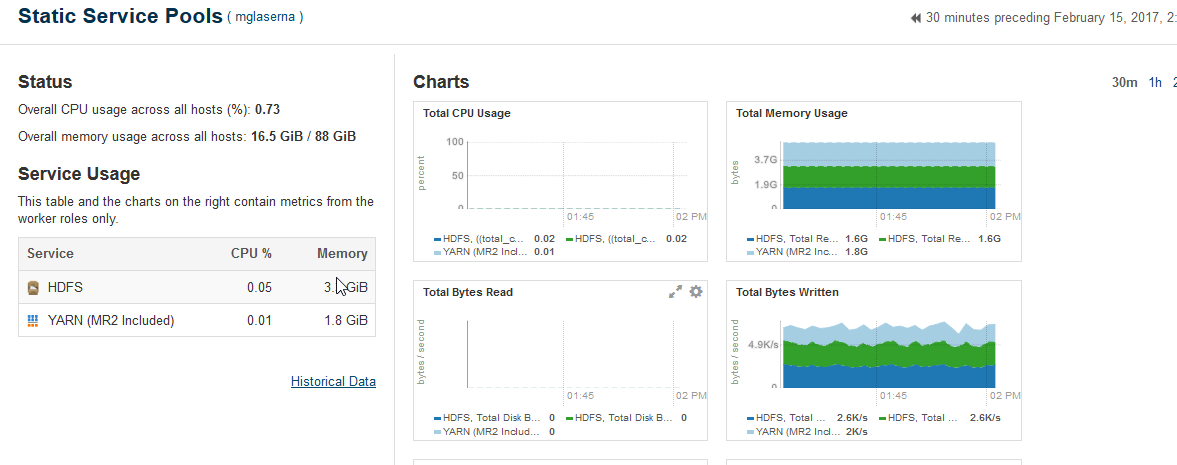 Static Service Pools ( mglaserna )
30 minutes preceding February 15, 2017, 2:
Status
Overall CPU usage across all hosts (%): 0.73
Overall memory usage across all hosts: 16.5 GiB / 88 GiB
Service Usage
This table and the charts on the right contain metrics from the
worker roles only.
Service CPU % Memory
HDFS 0.05 3. GiB
YARN (MR2 Included) 0.01 1.8 GiB
Historical Data
Charts
30m 1h 2
Total CPU Usage
percent
100
50
0
01:45 02 PM
HDFS, ((total_c... 0.02 HDFS, ((total_c... 0.02
YARN (MR2 Incl... 0.01
Total Memory Usage
bytes
3.7G
1.9G
0
01:45 02 PM
HDFS, Total Re... 1.6G HDFS, Total Re... 1.6G
YARN (MR2 Inc... 1.8G
Total Bytes Read
bytes / second
01:45 02 PM
HDFS, Total Disk B... 0 HDFS, Total Disk B... 0
YARN (MR2 Includ... 0
Total Bytes Written
bytes / second
4.9K/s
0
01:45 02 PM
HDFS, Total ... 2.6K/s HDFS, Total ... 2.6K/s
YARN (MR2 Incl... 2K/s